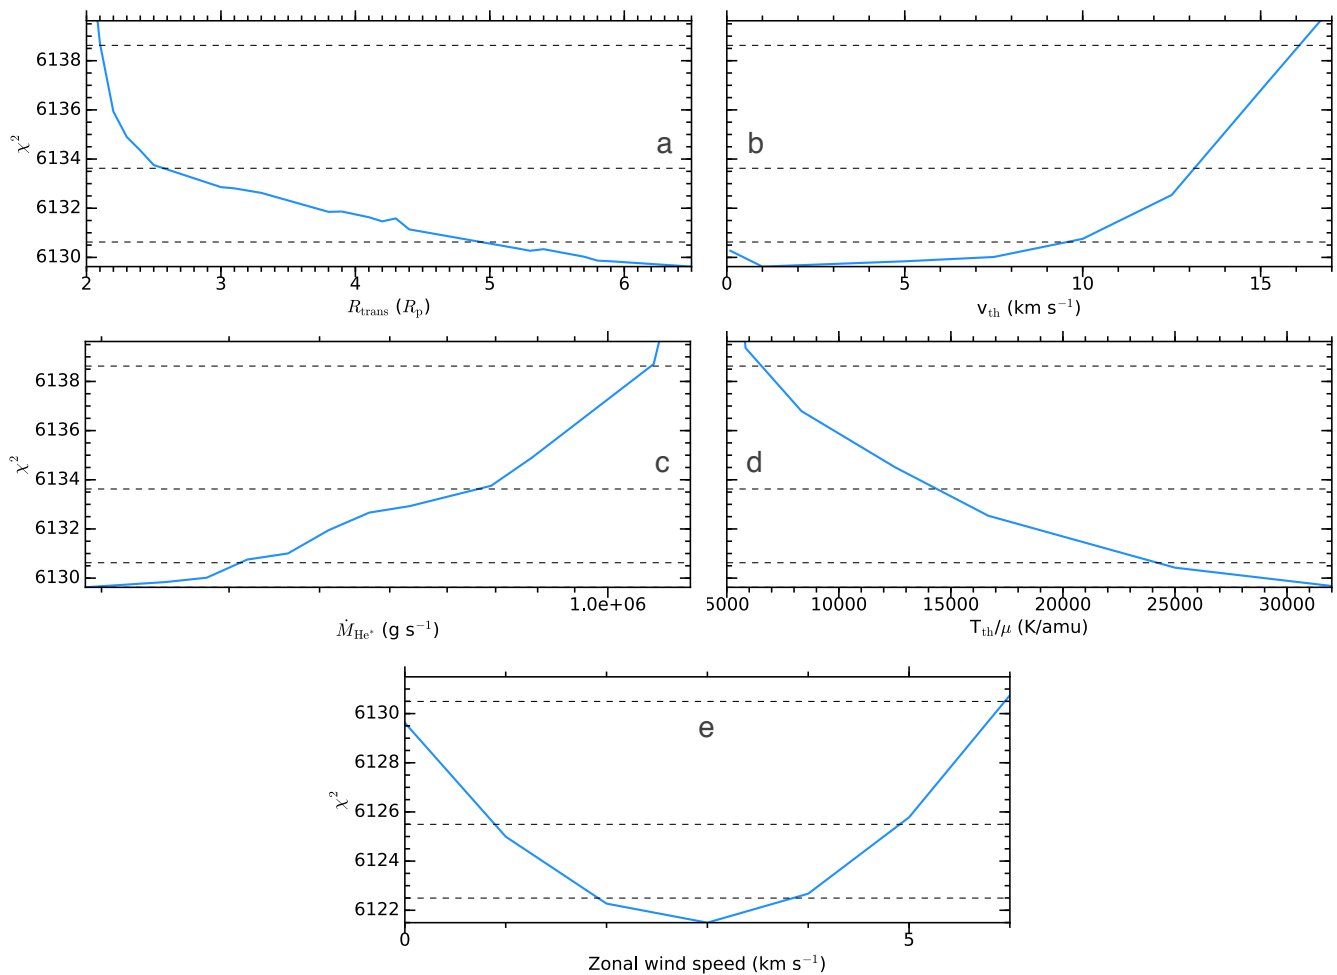 6138
6136
6134
6132
6130
χ²
a
2 3 4 5 6
R_trans (R_p)
b
0 5 10 15
v_th (km s⁻¹)
6138
6136
6134
6132
6130
χ²
c
1.0e+06
Ṁ_He* (g s⁻¹)
d
5000 10000 15000 20000 25000 30000
T_th/μ (K/amu)
6130
6128
6126
6124
6122
χ²
e
0 5
Zonal wind speed (km s⁻¹)